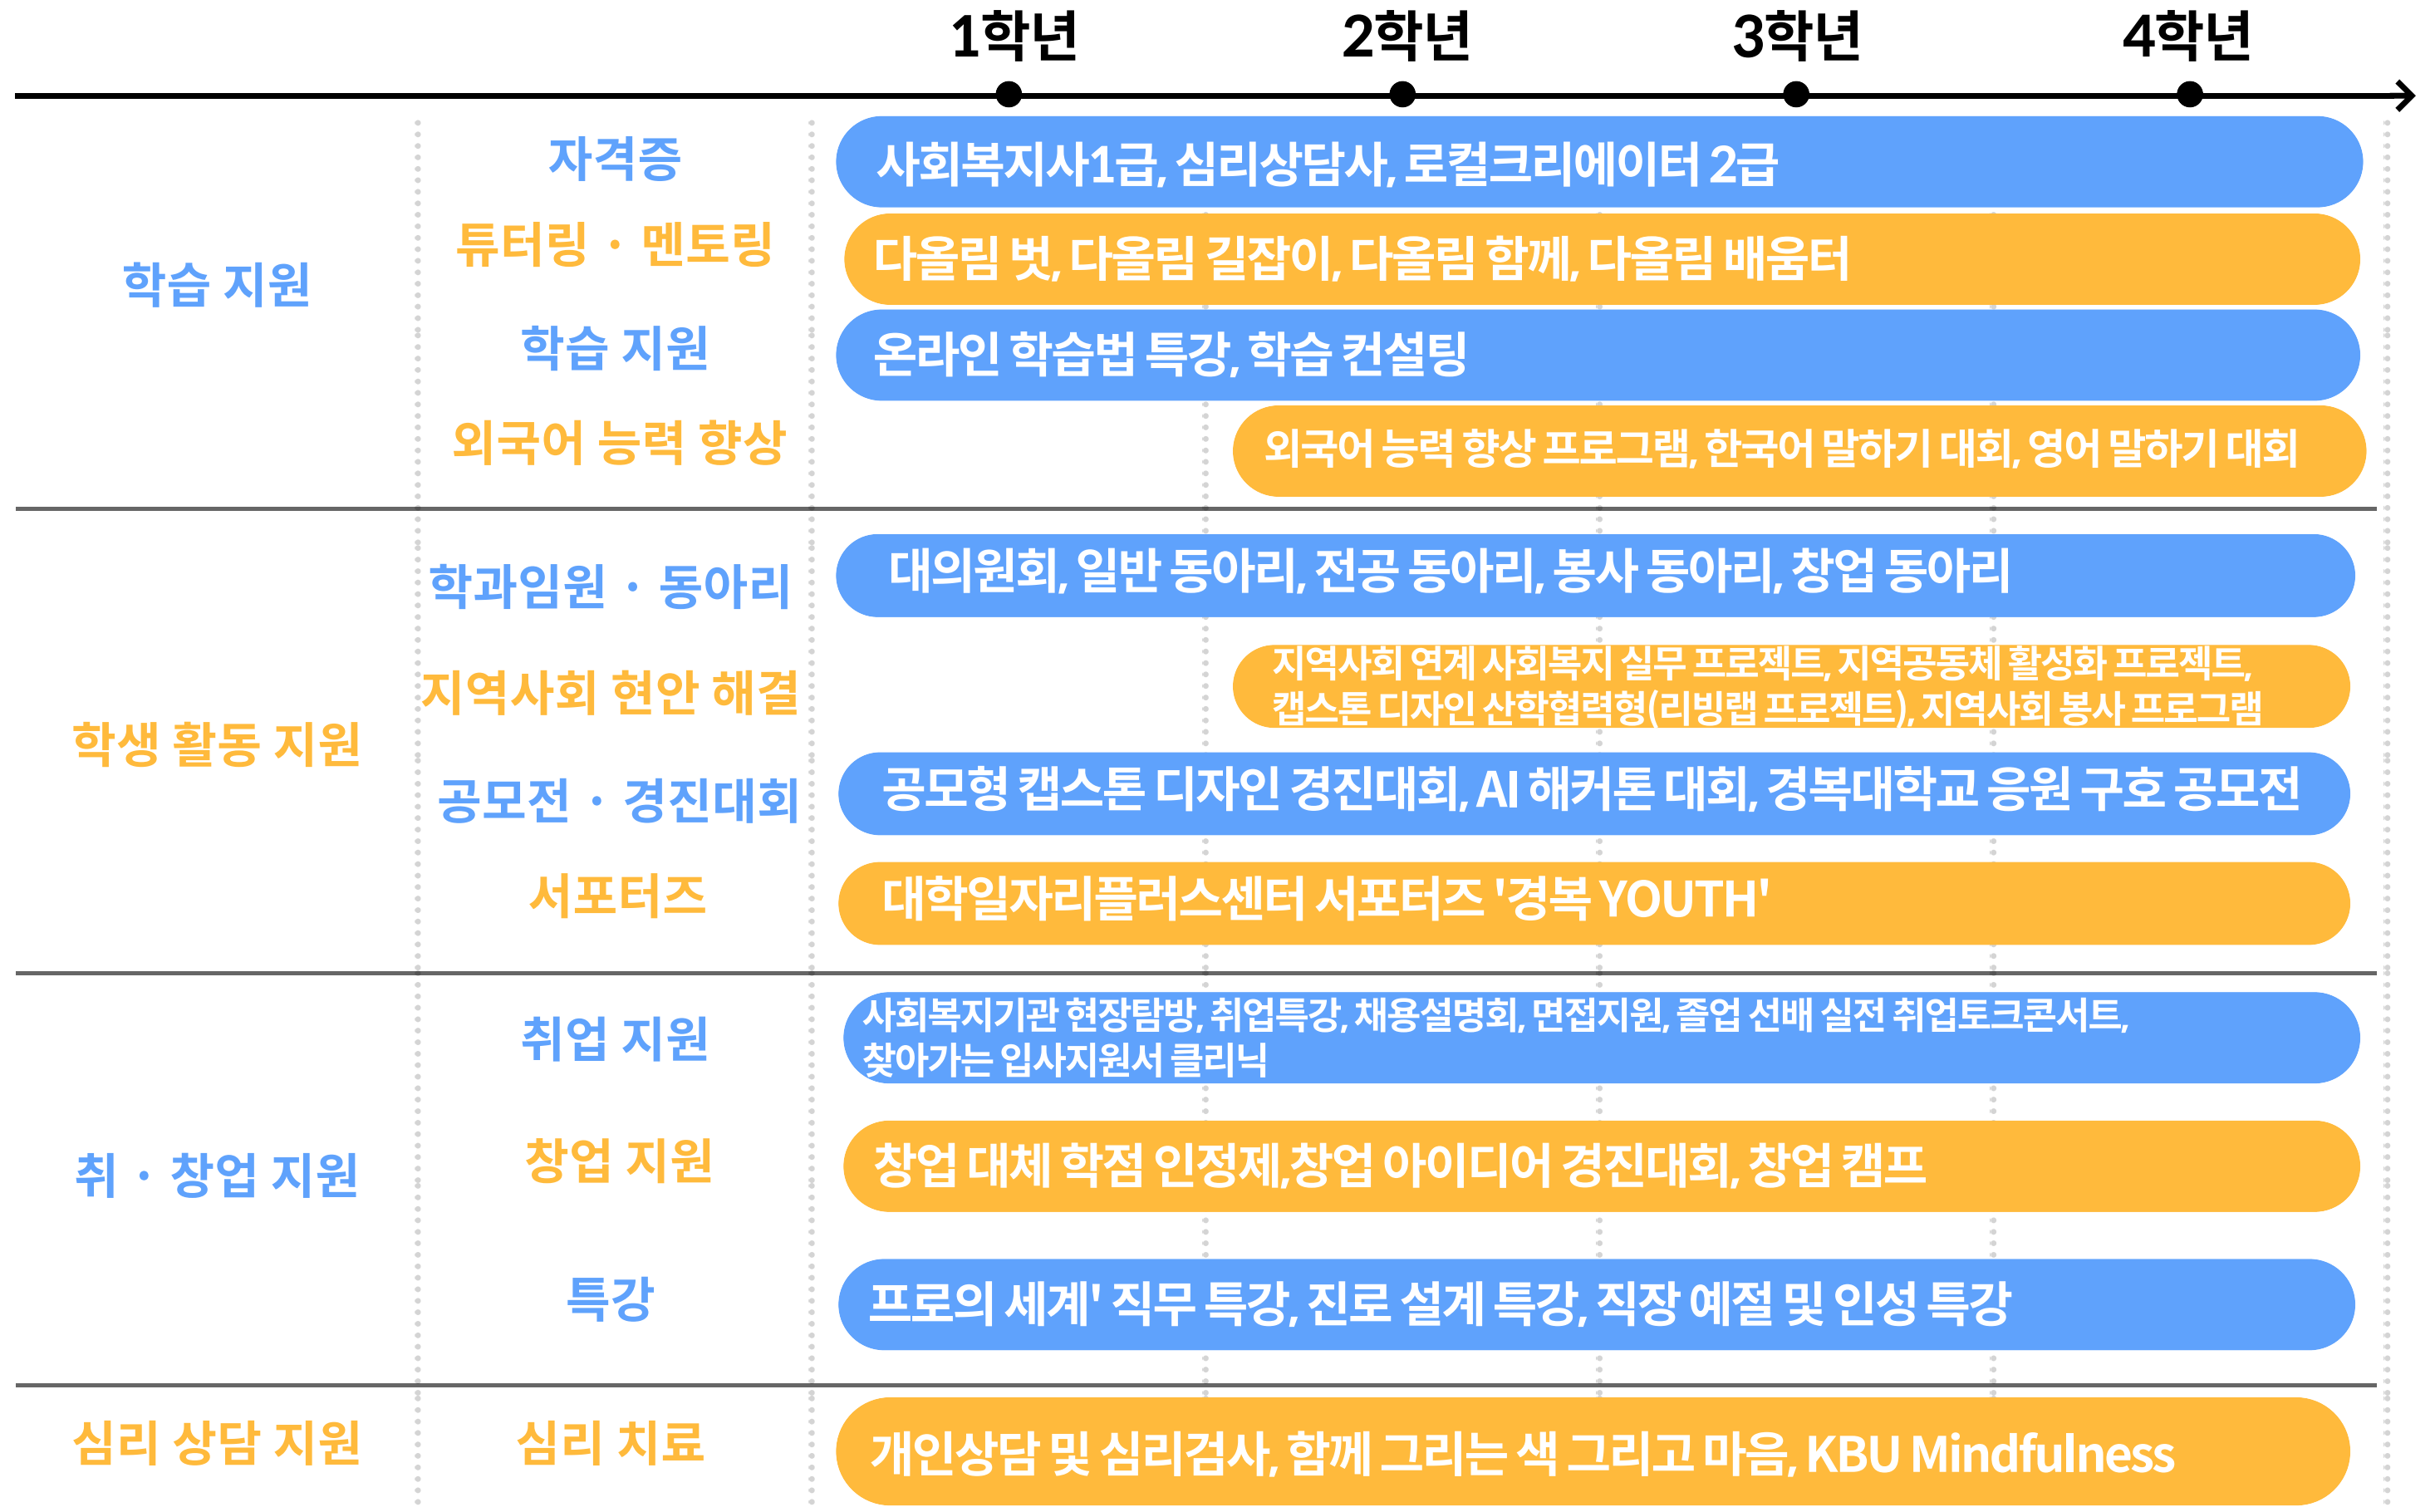 1학년 2학년 3학년 4학년
학습 지원
자격증
사회복지사1급, 심리상담사, 로컬크리에이터 2급
튜터링 · 멘토링
다울림 벗, 다울림 길잡이, 다울림 함께, 다울림 배움터
학습 지원
온라인 학습법 특강, 학습 컨설팅
외국어 능력 향상
외국어 능력 향상 프로그램, 한국어 말하기 대회, 영어 말하기 대회
학생 활동 지원
학과임원 · 동아리
대의원회, 일반 동아리, 전공 동아리, 봉사 동아리, 창업 동아리
지역사회 현안 해결
지역 사회 연계 사회복지 실무 프로젝트, 지역공동체 활성화 프로젝트,
캡스톤 디자인 산학협력형(리빙랩 프로젝트), 지역사회 봉사 프로그램
공모전 · 경진대회
공모형 캡스톤 디자인 경진대회, AI 해커톤 대회, 경복대학교 응원 구호 공모전
서포터즈
대학일자리플러스센터 서포터즈 '경복 YOUTH'
취 · 창업 지원
취업 지원
사회복지기관 현장탐방, 취업특강, 채용설명회, 면접지원, 졸업 선배 실전 취업토크콘서트,
찾아가는 입사지원서 클리닉
창업 지원
창업 대체 학점 인정제, 창업 아이디어 경진대회, 창업 캠프
특강
프로의 세계' 직무 특강, 진로 설계 특강, 직장 예절 및 인성 특강
심리 상담 지원
심리 치료
개인상담 및 심리검사, 함께 그리는 색 그리고 마음, KBU Mindfulness